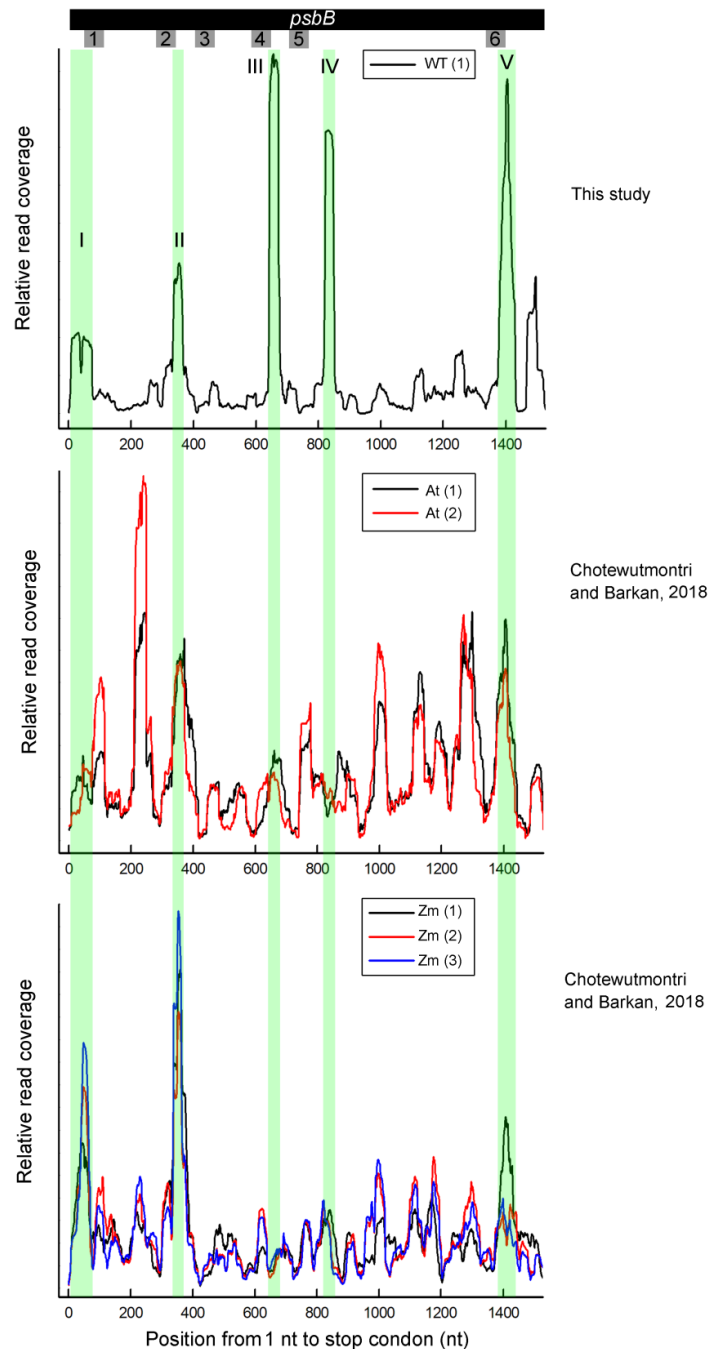 psbB
1 2 3 4 5 6
Relative read coverage
I
II
III
IV
V
WT (1)
This study
0 200 400 600 800 1000 1200 1400
Relative read coverage
At (1)
At (2)
Chotewutmontri
and Barkan, 2018
0 200 400 600 800 1000 1200 1400
Relative read coverage
Zm (1)
Zm (2)
Zm (3)
Chotewutmontri
and Barkan, 2018
0 200 400 600 800 1000 1200 1400
Position from 1 nt to stop condon (nt)